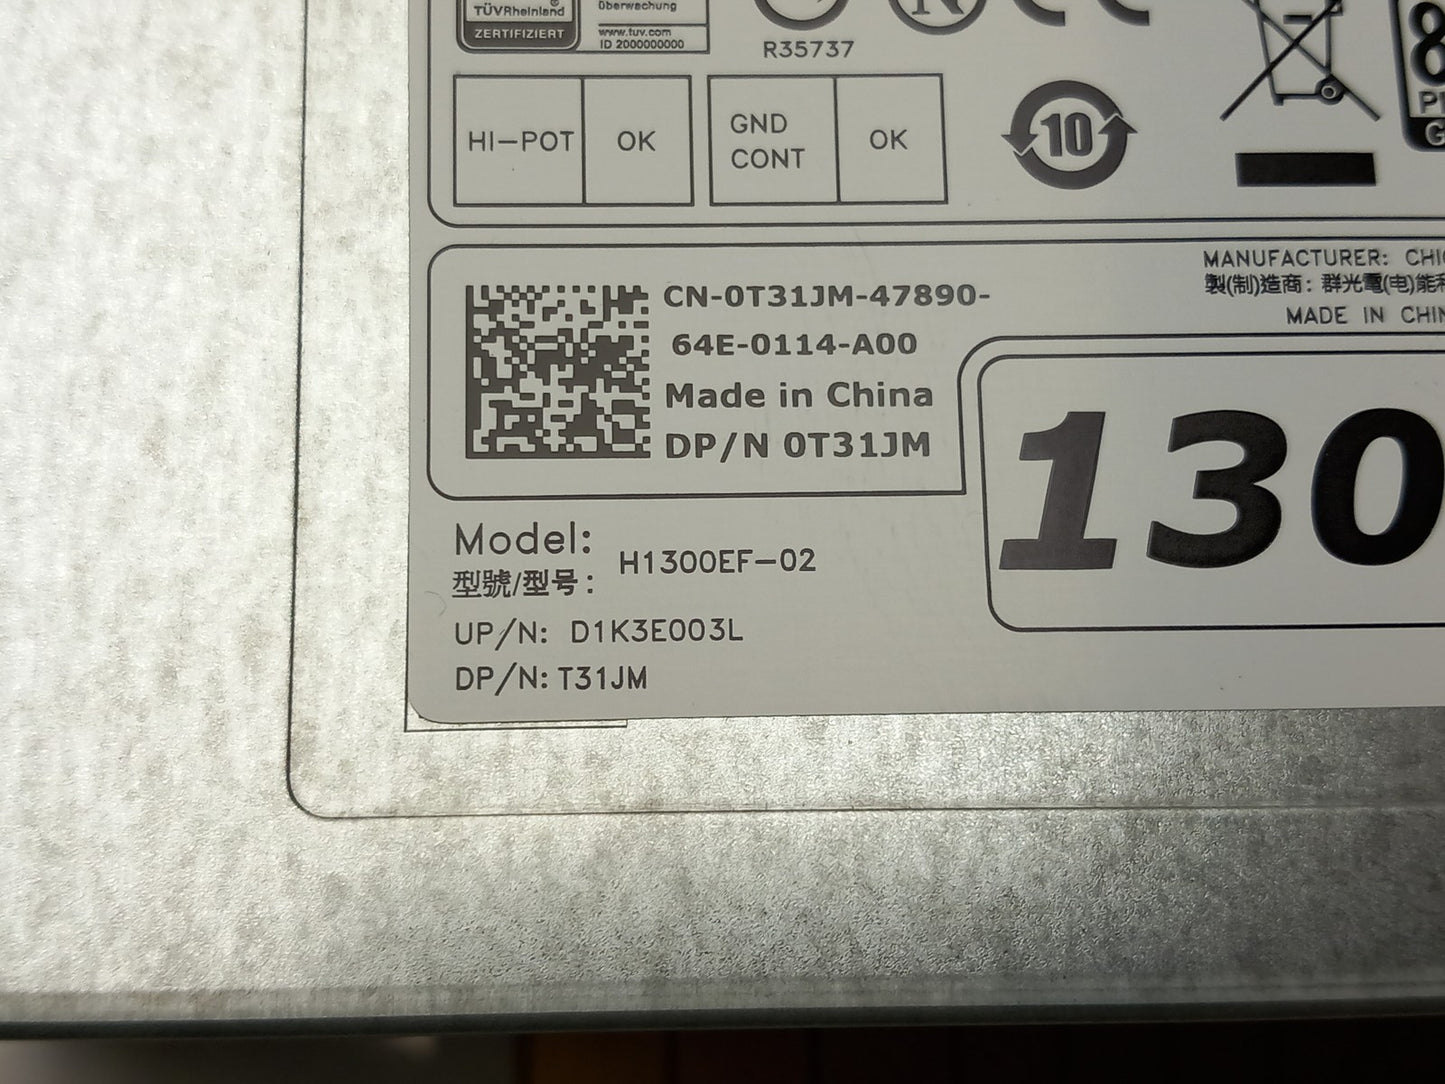 TÜVRheinland
ZERTIFIZIERT
Überwachung
www.tuv.com
ID 2000000000
R35737
HI-POT OK
GND CONT OK
10
8
MANUFACTURER:
製(制)造商: 群光電(电)能
MADE IN
CN-0T31JM-47890-
64E-0114-A00
Made in China
DP/N 0T31JM
130
Model:
型號/型号:
H1300EF-02
UP/N: D1K3E003L
DP/N: T31JM